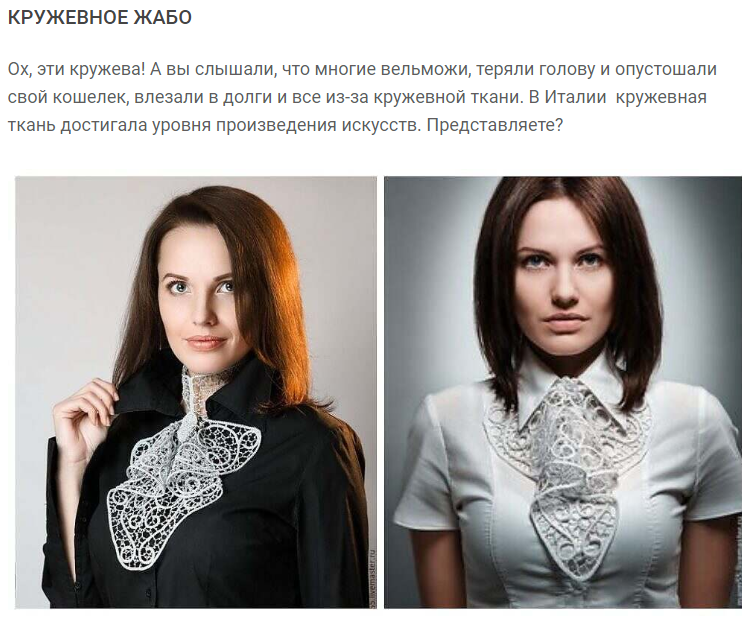 КРУЖЕВНОЕ ЖАБО
Ох, эти кружева! А вы слышали, что многие вельможи, теряли голову и опустошали
свой кошелек, влезали в долги и все из-за кружевной ткани. В Италии  кружевная
ткань достигала уровня произведения искусств. Представляете?